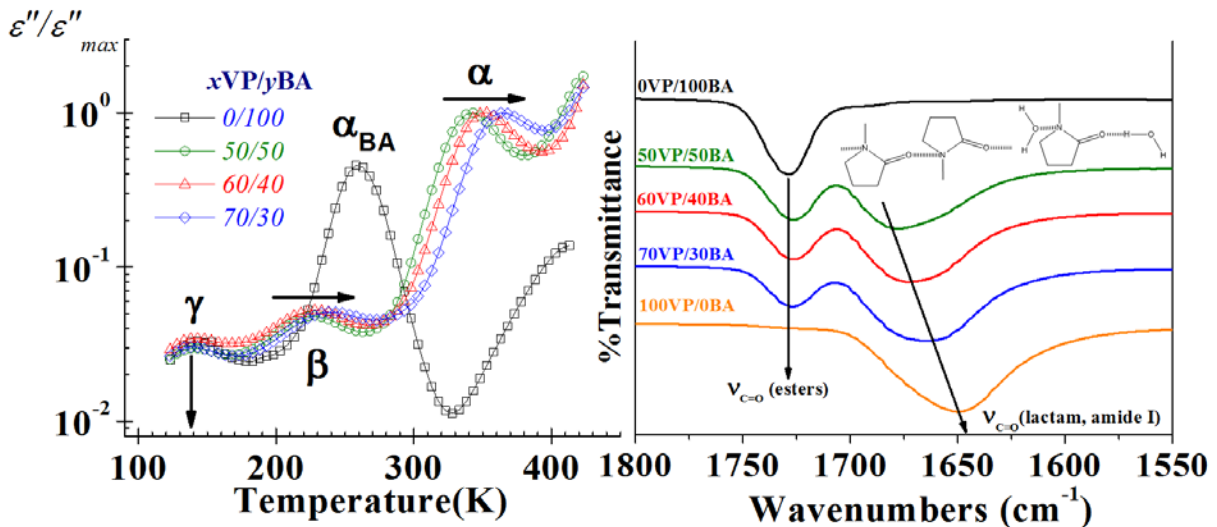 ε''/ε''max
xVP/yBA
0/100
50/50
60/40
70/30
α
αBA
γ
β
10^0
10^-1
10^-2
100 200 300 400
Temperature(K)
%Transmittance
0VP/100BA
50VP/50BA
60VP/40BA
70VP/30BA
100VP/0BA
N O N O
H O H N O H O H
νC=O (esters)
νC=O (lactam, amide I)
1800 1750 1700 1650 1600 1550
Wavenumbers (cm^-1)